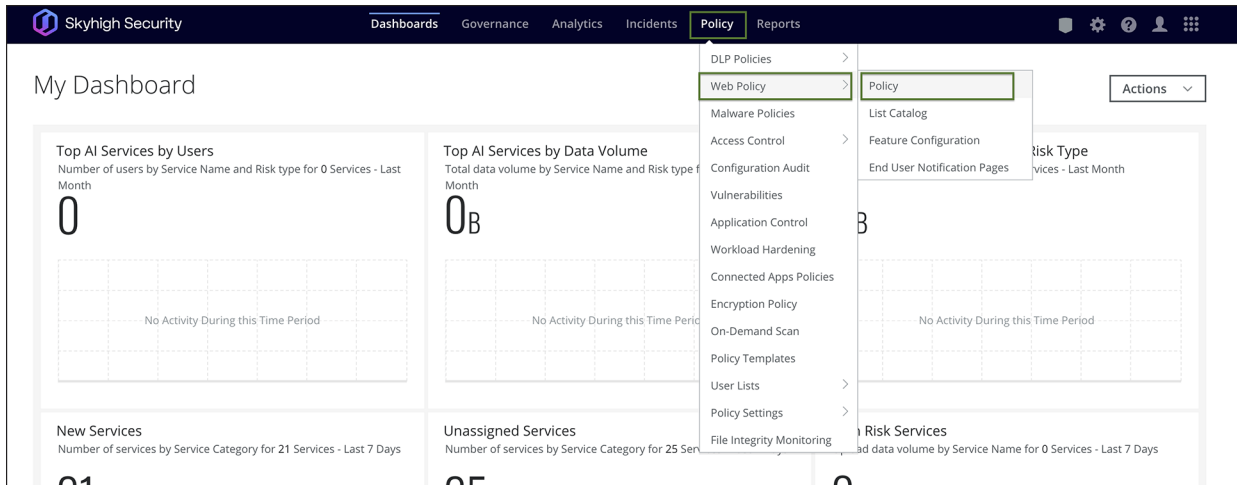 Skyhigh Security
Dashboards Governance Analytics Incidents Policy Reports
My Dashboard
Actions
DLP Policies
Web Policy
Malware Policies
Access Control
Configuration Audit
Vulnerabilities
Application Control
Workload Hardening
Connected Apps Policies
Encryption Policy
On-Demand Scan
Policy Templates
User Lists
Policy Settings
File Integrity Monitoring
Policy
List Catalog
Feature Configuration
End User Notification Pages
Top AI Services by Users
Number of users by Service Name and Risk type for 0 Services - Last
Month
0
No Activity During this Time Period
Top AI Services by Data Volume
Total data volume by Service Name and Risk type
Month
0B
No Activity During this Time
Risk Type
- Last Month
B
No Activity During this Time Period
New Services
Number of services by Service Category for 21 Services - Last 7 Days
Unassigned Services
Number of services by Service Category for 25
Risk Services
data volume by Service Name for 0 Services - Last 7 Days